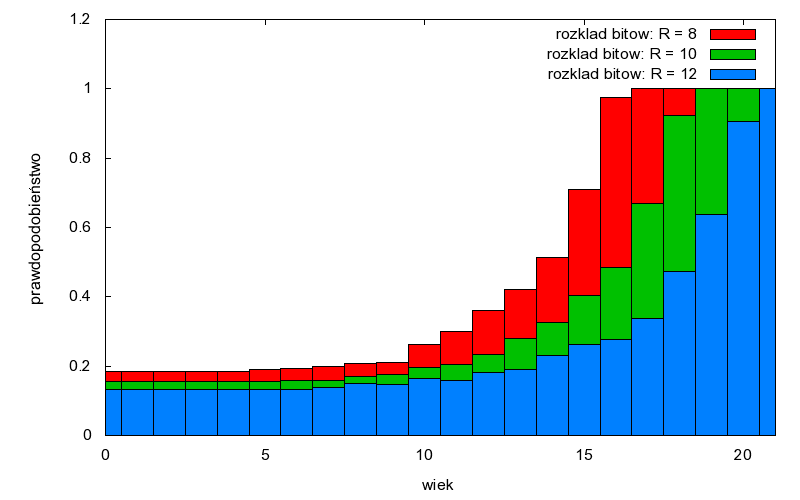 1.2
rozklad bitow: R = 8
rozklad bitow: R = 10
rozklad bitow: R = 12
1
0.8
0.6
0.4
0.2
0
prawdopodobieństwo
0 5 10 15 20
wiek